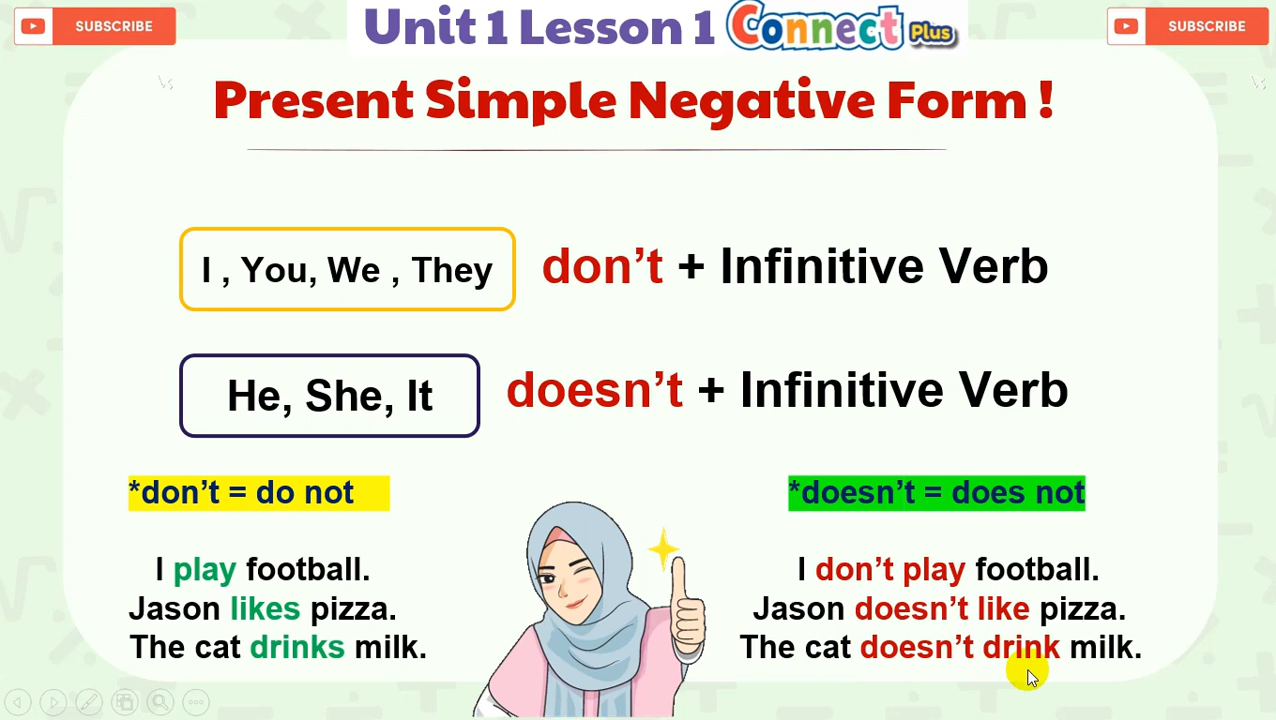 SUBSCRIBE
Unit 1 Lesson 1 Connect Plus
SUBSCRIBE
Present Simple Negative Form !
I , You, We , They
don’t + Infinitive Verb
He, She, It
doesn’t + Infinitive Verb
*don’t = do not
*doesn’t = does not
I play football.
Jason likes pizza.
The cat drinks milk.
I don’t play football.
Jason doesn’t like pizza.
The cat doesn’t drink milk.